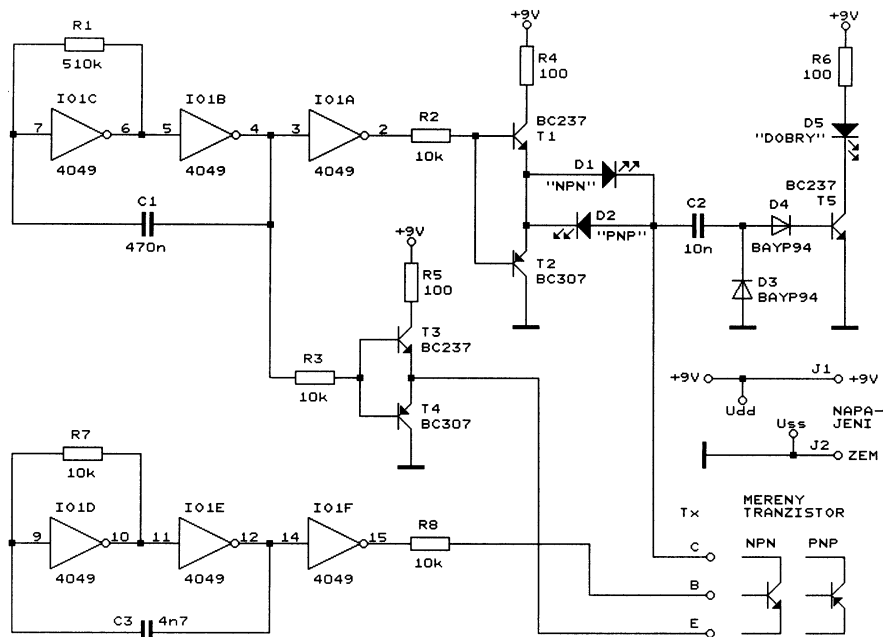 R1
510k
IO1C
7
6
4049
IO1B
5
4
4049
IO1A
3
2
4049
C1
470n
R2
10k
+9V
R4
100
BC237
T1
D1
"NPN"
D2
"PNP"
T2
BC307
+9V
R6
100
D5
"DOBRY"
BC237
T5
C2
10n
D4
BAYP94
D3
BAYP94
+9V
R5
100
T3
BC237
R3
10k
T4
BC307
+9V
J1
+9V
Udd
NAPA-
JENI
Uss
J2
ZEM
R7
10k
IO1D
9
10
4049
IO1E
11
12
4049
IO1F
14
15
4049
C3
4n7
R8
10k
Tx
MERENY
TRANZISTOR
NPN
PNP
C
B
E